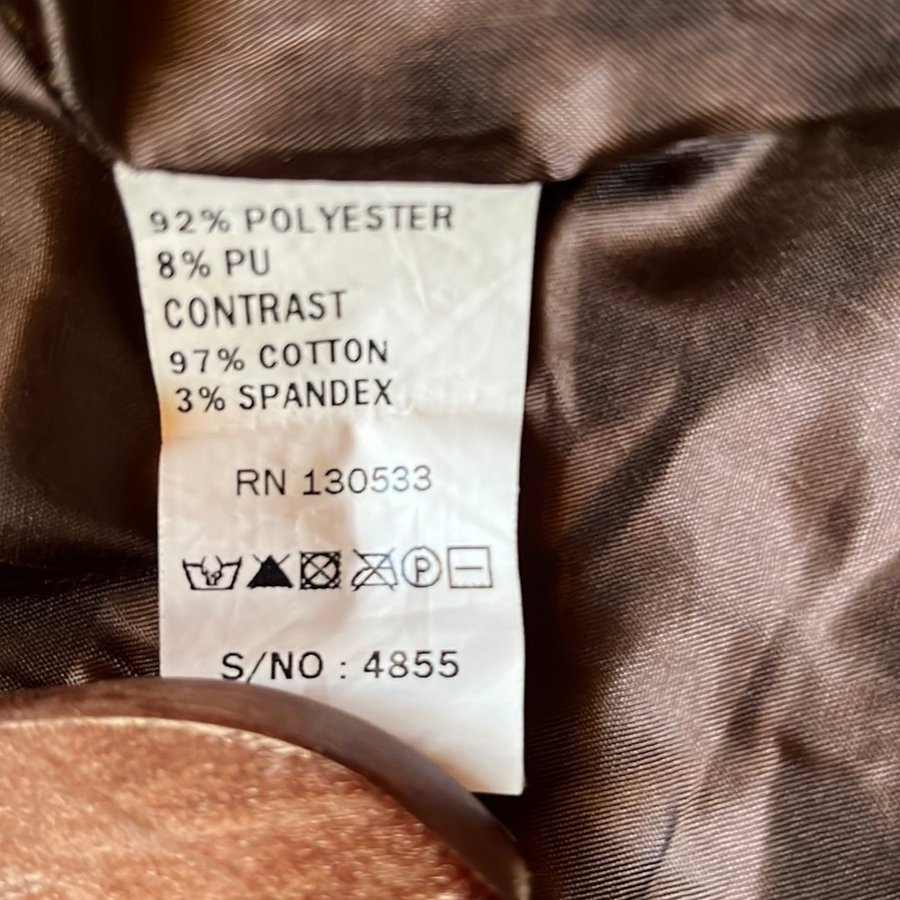 92% POLYESTER
8% PU
CONTRAST
97% COTTON
3% SPANDEX
RN 130533
P
S/NO : 4855